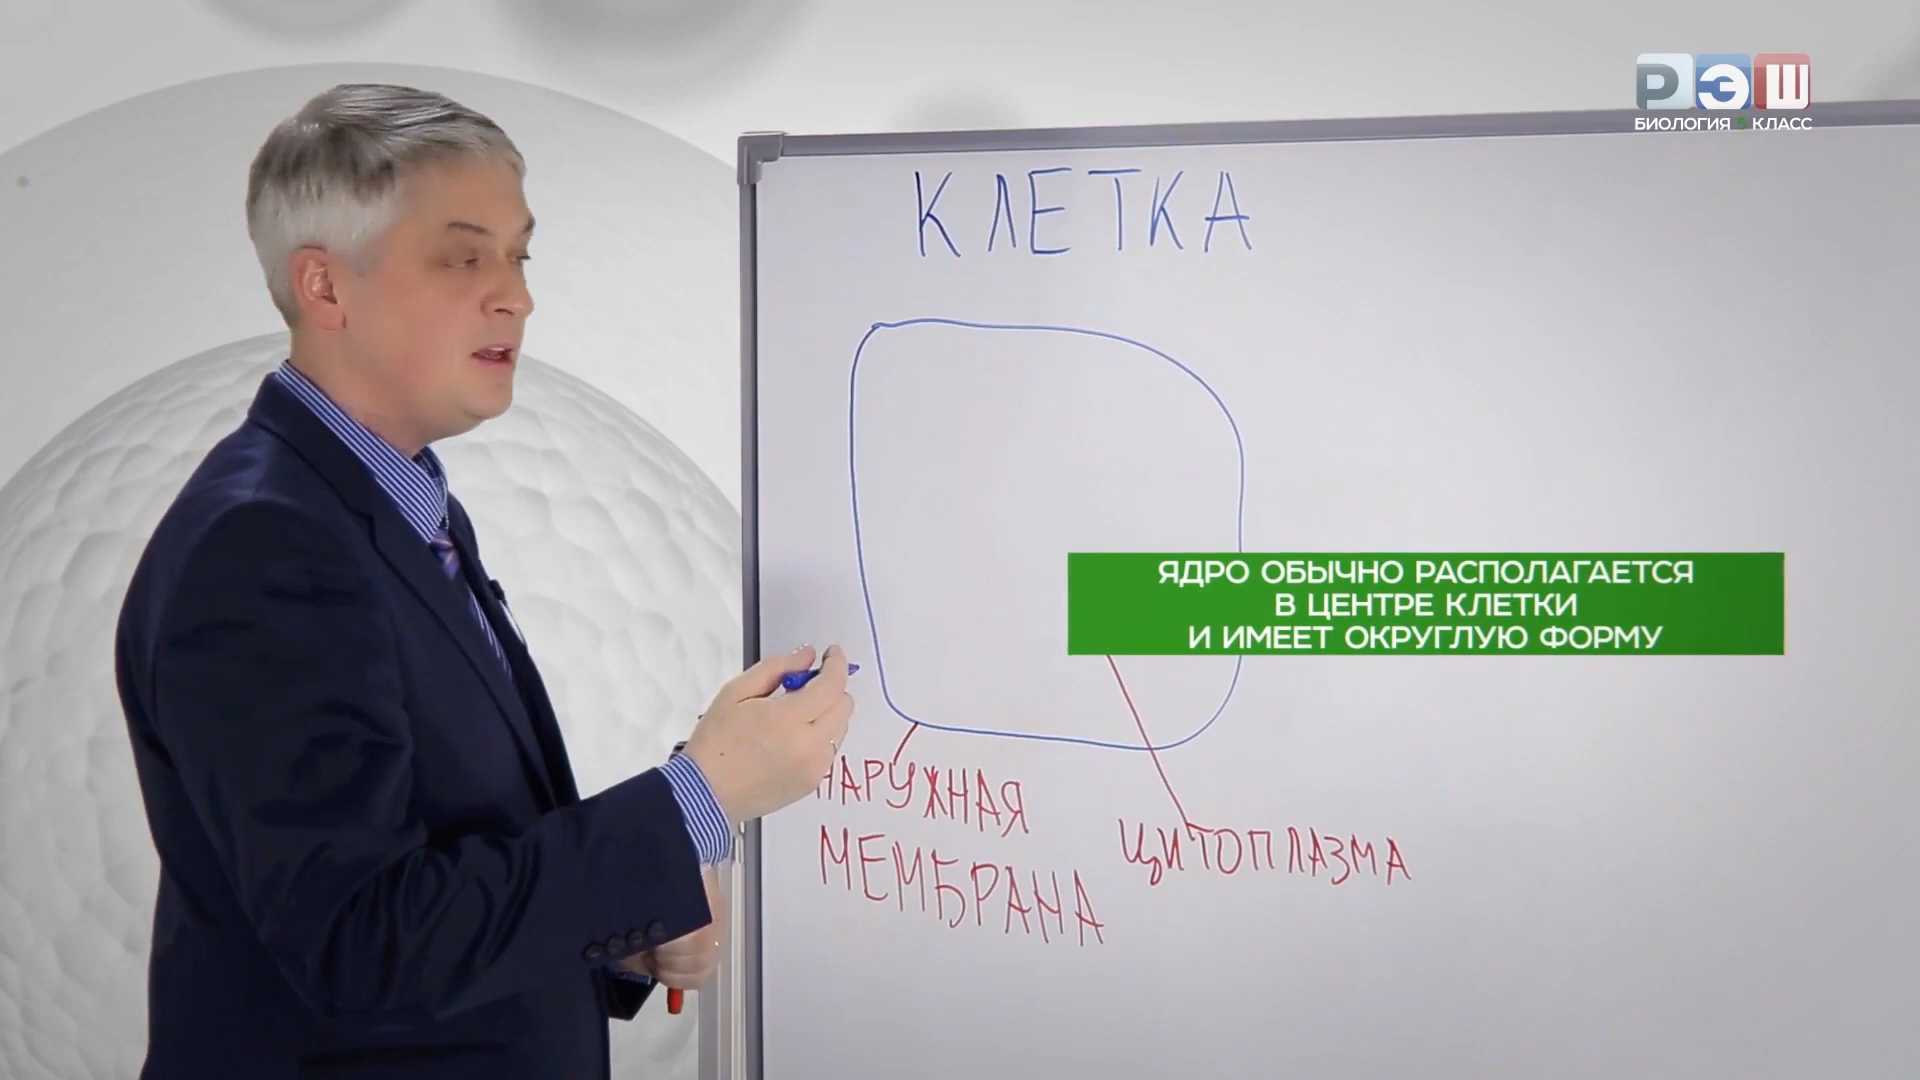 РЭШ
БИОЛОГИЯ 5 КЛАСС
КЛЕТКА
ЯДРО ОБЫЧНО РАСПОЛАГАЕТСЯ
В ЦЕНТРЕ КЛЕТКИ
И ИМЕЕТ ОКРУГЛУЮ ФОРМУ
НАРУЖНАЯ
МЕМБРАНА
ЦИТОПЛАЗМА